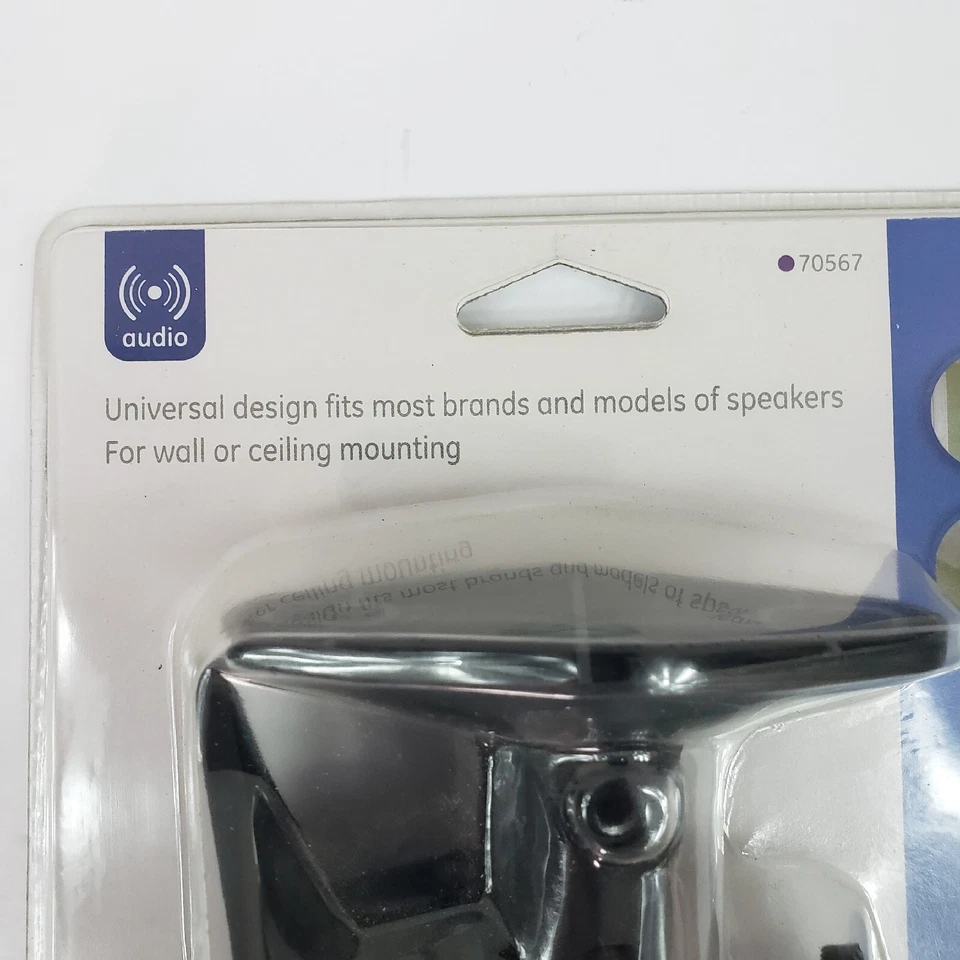 audio
●70567
Universal design fits most brands and models of speakers
For wall or ceiling mounting